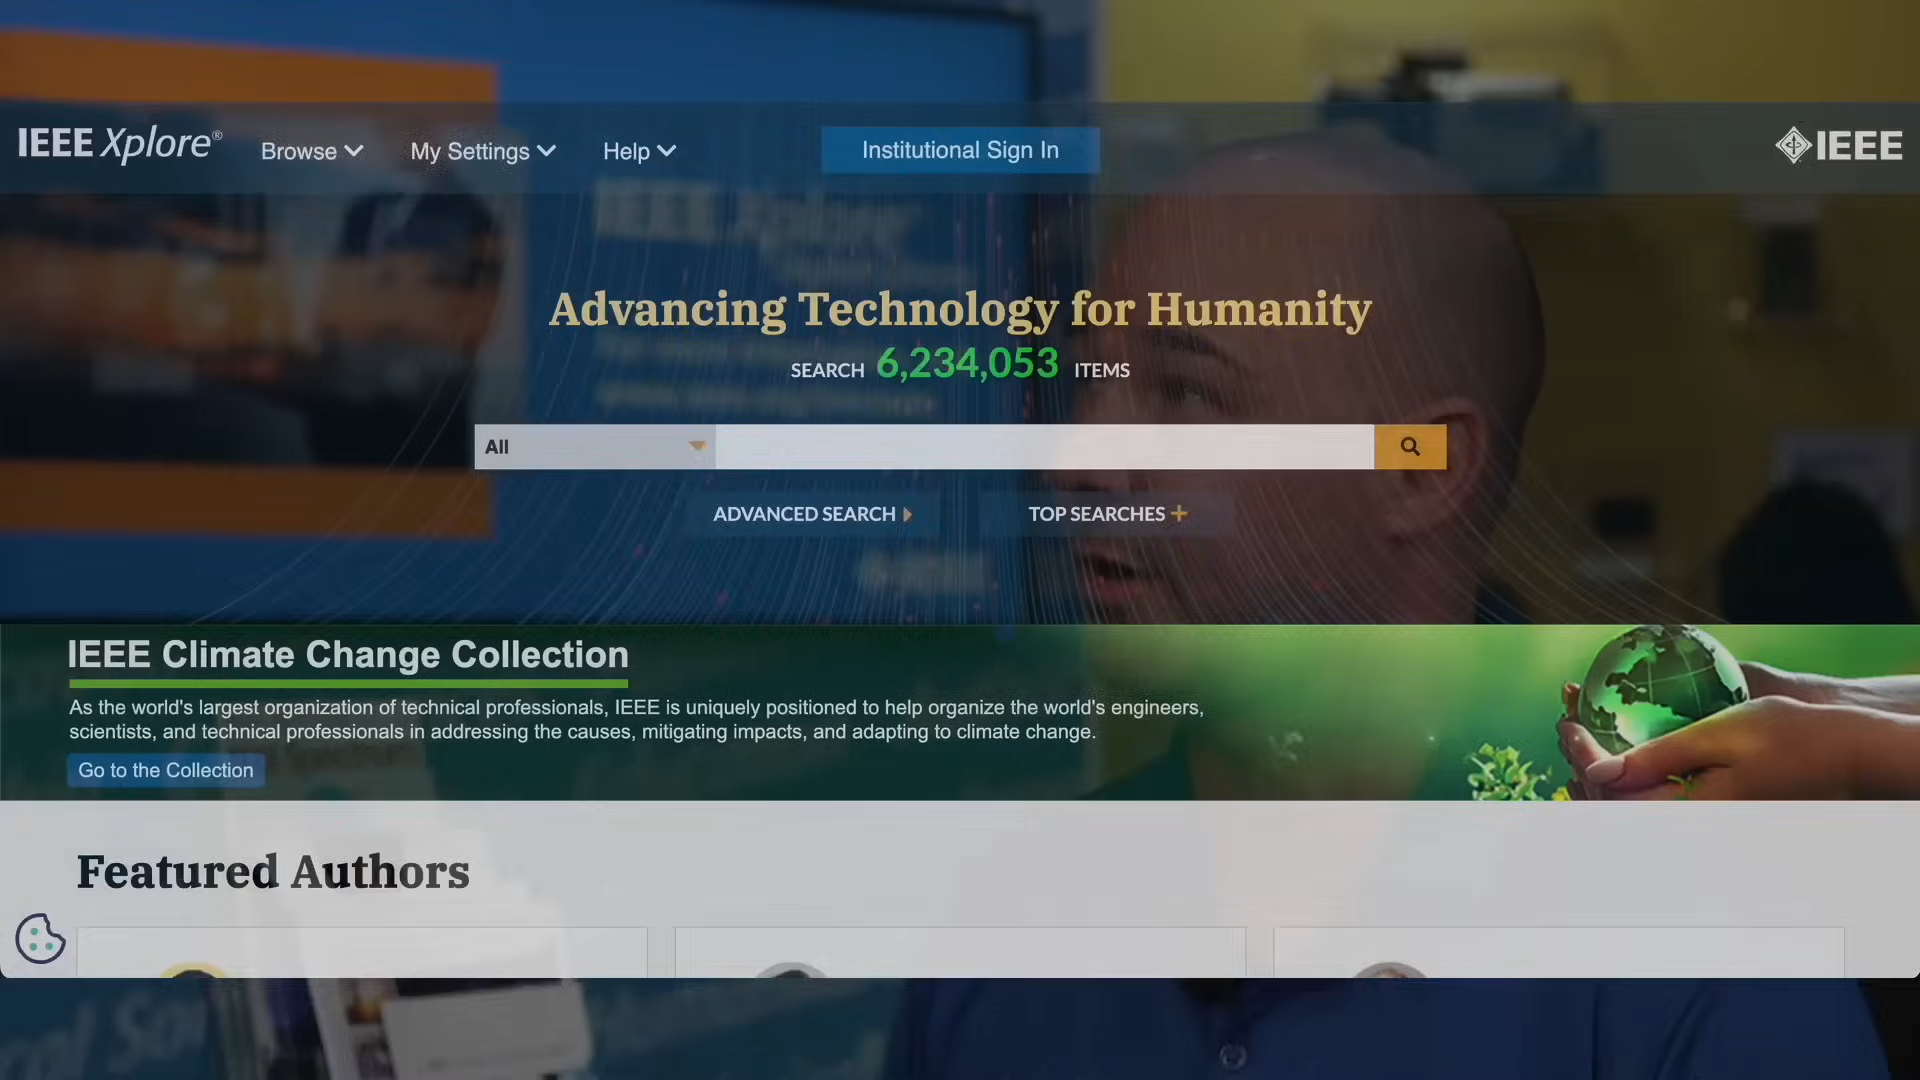 IEEE Xplore®
Browse
My Settings
Help
Institutional Sign In
IEEE
Advancing Technology for Humanity
SEARCH 6,234,053 ITEMS
All
ADVANCED SEARCH
TOP SEARCHES
IEEE Climate Change Collection
As the world's largest organization of technical professionals, IEEE is uniquely positioned to help organize the world's engineers,
scientists, and technical professionals in addressing the causes, mitigating impacts, and adapting to climate change.
Go to the Collection
Featured Authors